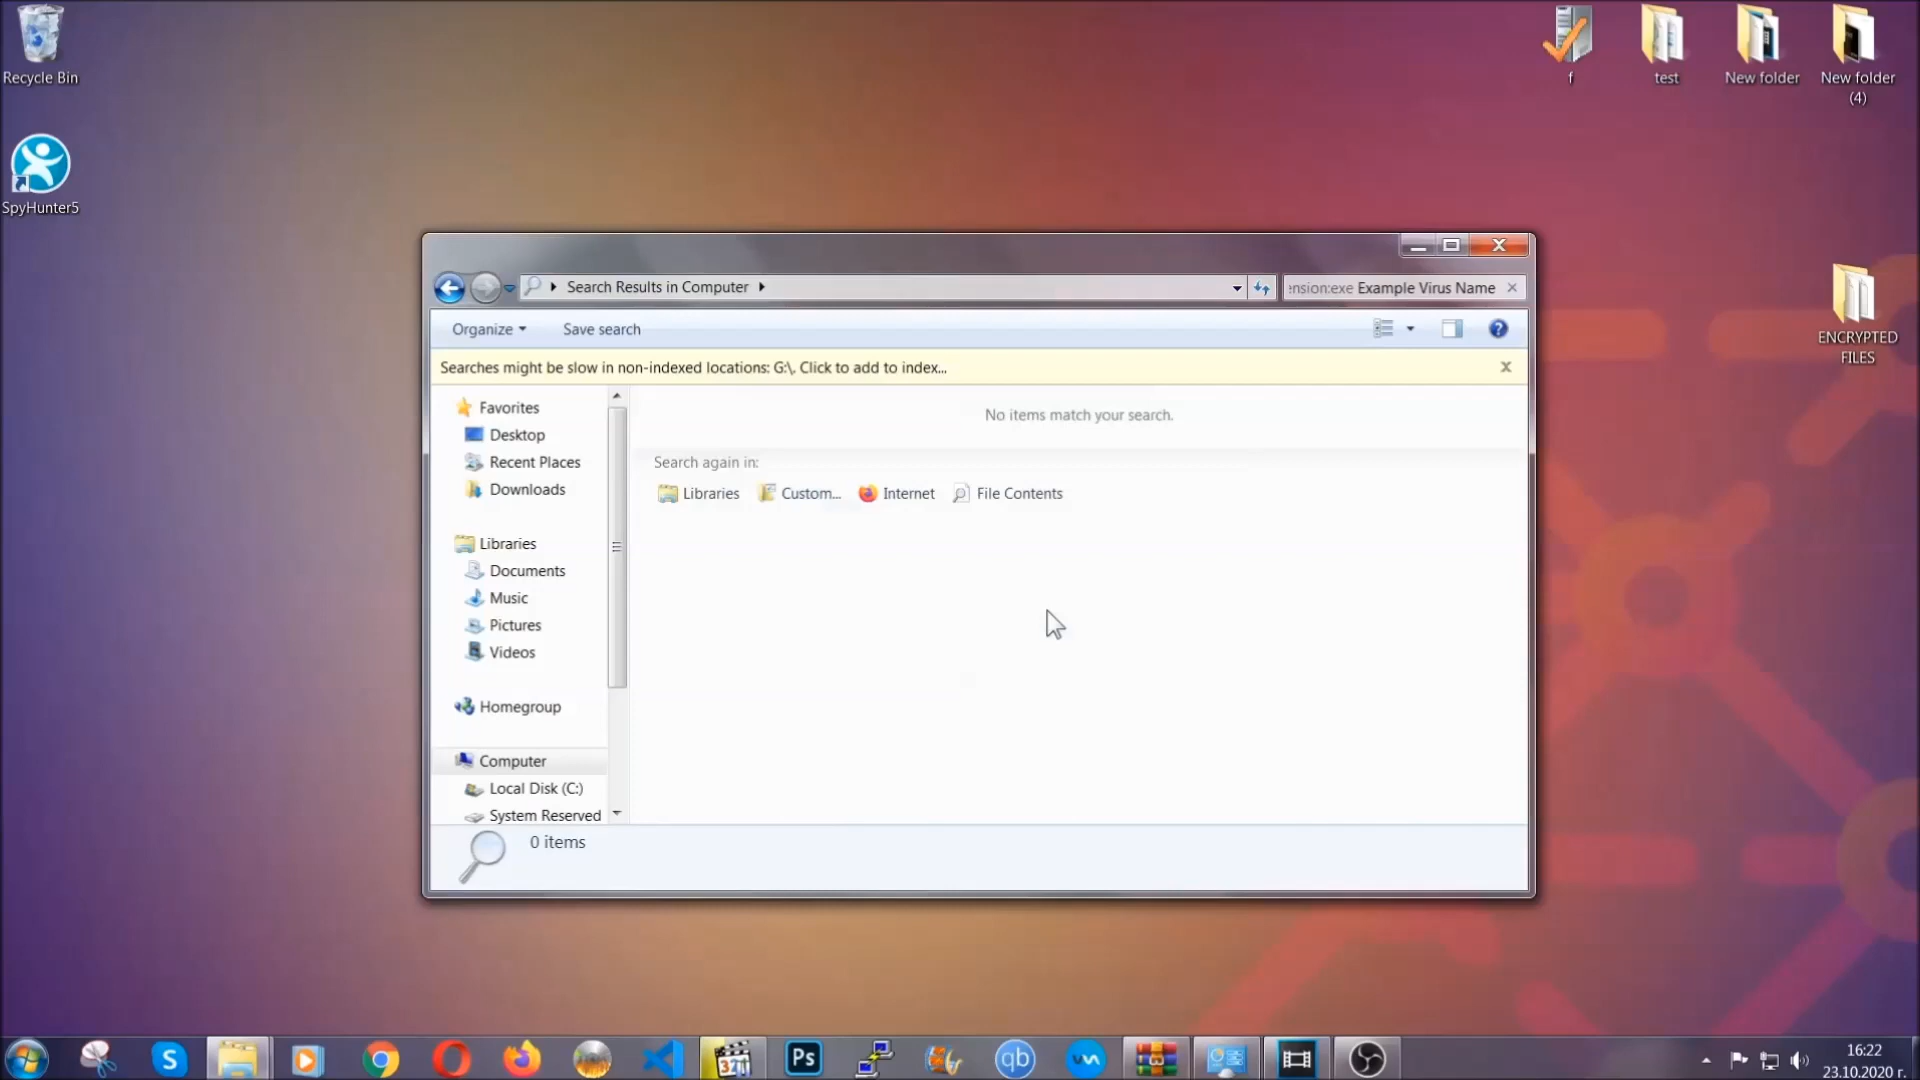 Recycle Bin
SpyHunter5
f
test
New folder
New folder
(4)
ENCRYPTED
FILES
Search Results in Computer
ension:exe Example Virus Name
Organize
Save search
Searches might be slow in non-indexed locations: G:\. Click to add to index...
Favorites
Desktop
Recent Places
Downloads
Libraries
Documents
Music
Pictures
Videos
Homegroup
Computer
Local Disk (C:)
System Reserved
No items match your search.
Search again in:
Libraries
Custom...
Internet
File Contents
0 items
S
321
Ps
qb
16:22
23.10.2020 г.